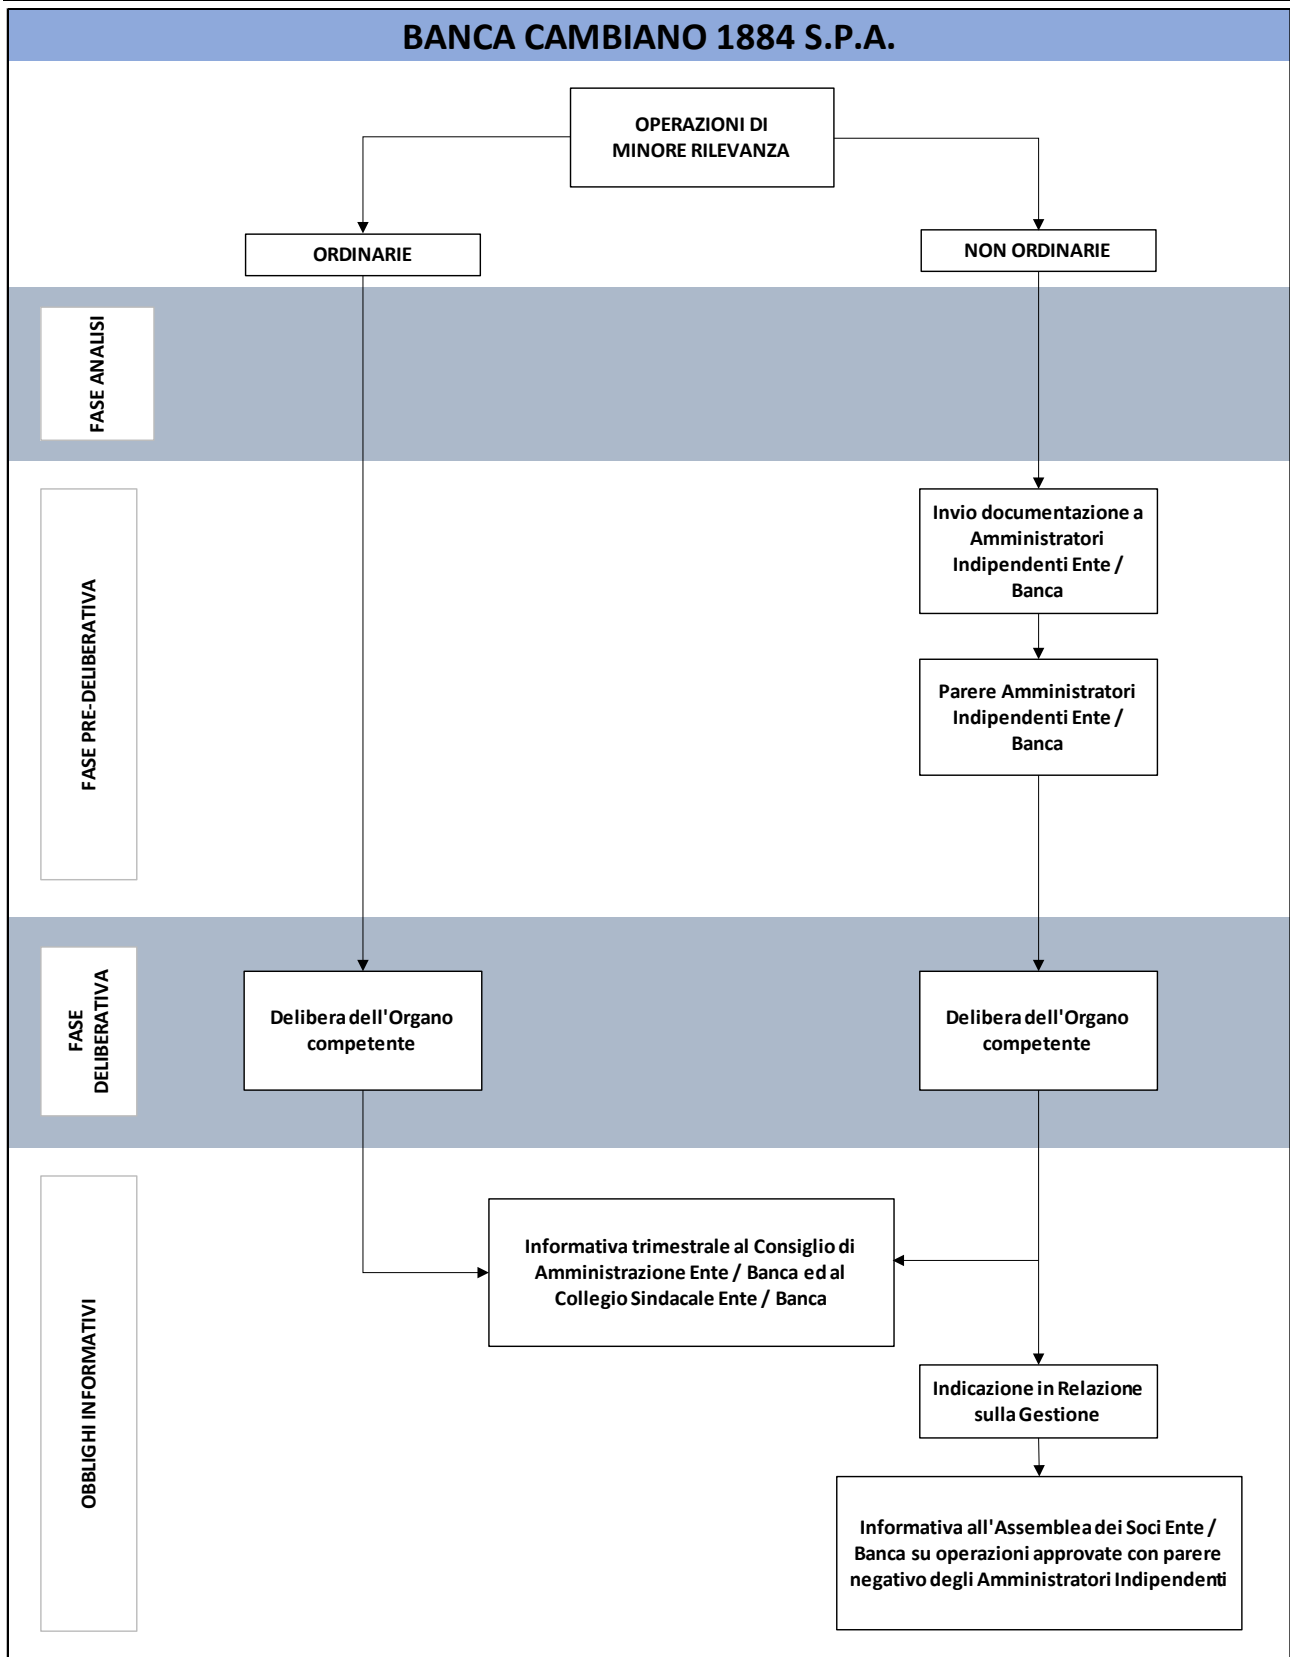 BANCA CAMBIANO 1884 S.P.A.
OPERAZIONI DI
MINORE RILEVANZA
ORDINARIE
NON ORDINARIE
FASE ANALISI
FASE PRE-DELIBERATIVA
Invio documentazione a
Amministratori
Indipendenti Ente /
Banca
Parere Amministratori
Indipendenti Ente /
Banca
FASE
DELIBERATIVA
Delibera dell'Organo
competente
Delibera dell'Organo
competente
OBBLIGHI INFORMATIVI
Informativa trimestrale al Consiglio di
Amministrazione Ente / Banca ed al
Collegio Sindacale Ente / Banca
Indicazione in Relazione
sulla Gestione
Informativa all'Assemblea dei Soci Ente /
Banca su operazioni approvate con parere
negativo degli Amministratori Indipendenti